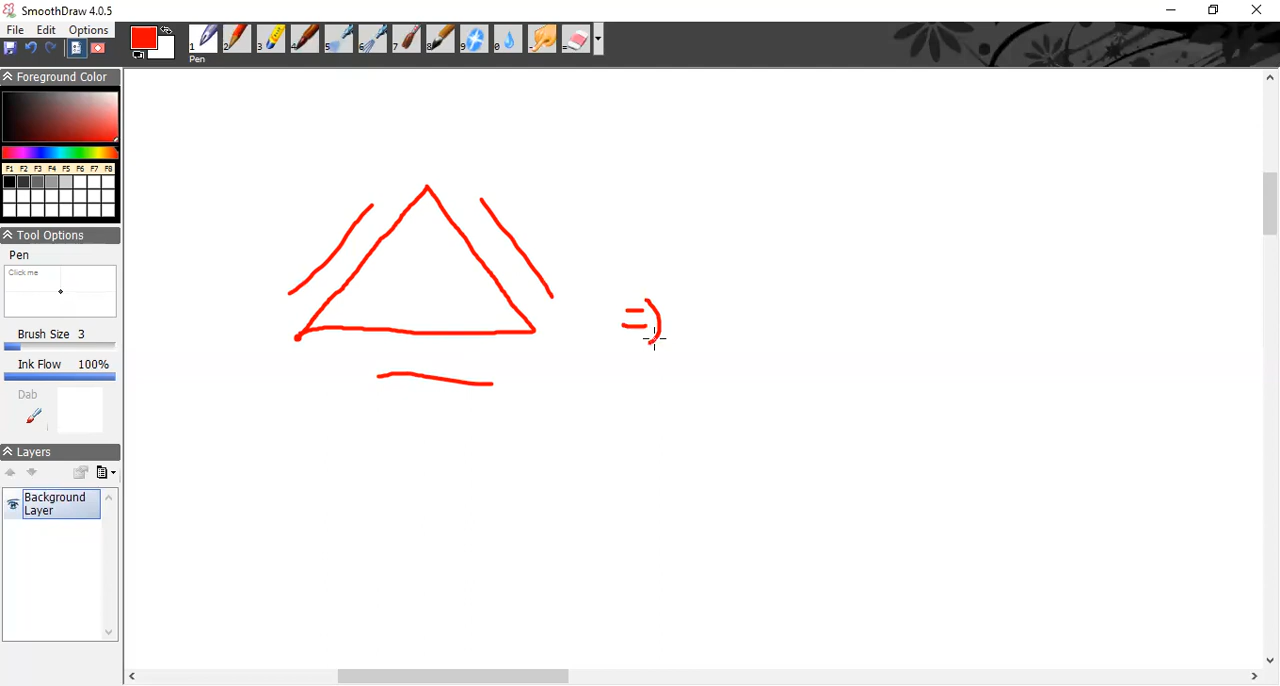 SmoothDraw 4.0.5
File Edit Options
1 2 3 4 5 6 7 8 9 0 - =
Pen
Foreground Color
F1 F2 F3 F4 F5 F6 F7 F8
Tool Options
Pen
Click me
Brush Size 3
Ink Flow 100%
Dab
Layers
Background
Layer
=)